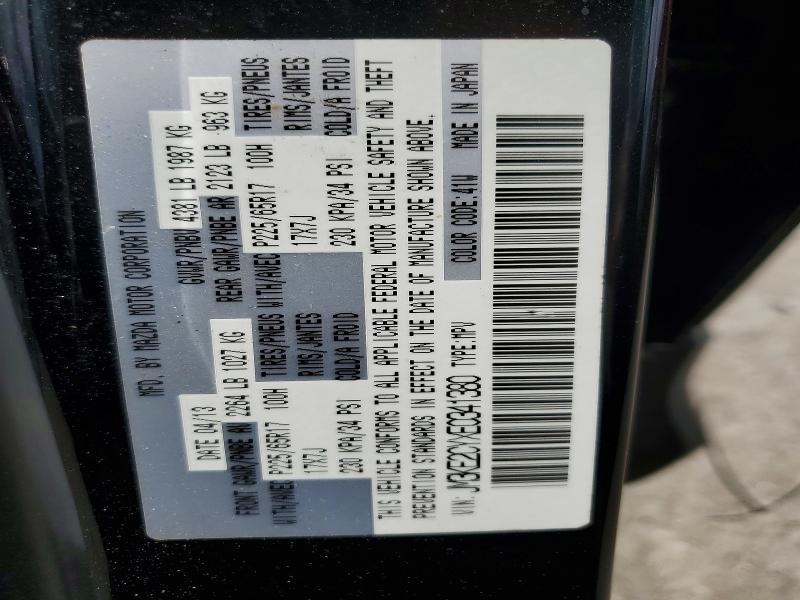 MFD. BY MAZDA MOTOR CORPORATION
DATE 04/13 GVWR/PNBV 4381 LB 1987 KG
FRONT GAWR/PNBE AV 2264 LB 1027 KG REAR GAWR/PNBE AR 2123 LB 963 KG
WITH/AVEC P225/65R17 100H TIRES/PNEUS WITH/AVEC P225/65R17 100H TIRES/PNEUS
17X7J RIMS/JANTES 17X7J RIMS/JANTES
230 KPA/34 PSI COLD/A FROID 230 KPA/34 PSI COLD/A FROID
THIS VEHICLE CONFORMS TO ALL APPLICABLE FEDERAL MOTOR VEHICLE SAFETY AND THEFT
PREVENTION STANDARDS IN EFFECT ON THE DATE OF MANUFACTURE SHOWN ABOVE.
VIN: JM3KE2CYXE0341380 TYPE:MPV COLOR CODE:41W MADE IN JAPAN